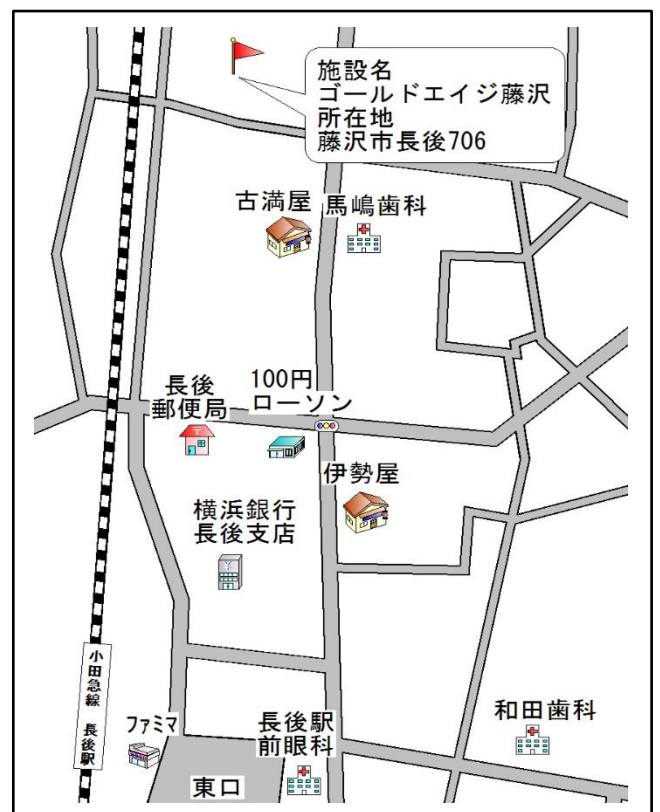 施設名
ゴールドエイジ藤沢
所在地
藤沢市長後706
古満屋
馬嶋歯科
100円
ローソン
長後
郵便局
伊勢屋
横浜銀行
長後支店
小田急線 長後駅
ファミマ
長後駅
前眼科
和田歯科
東口